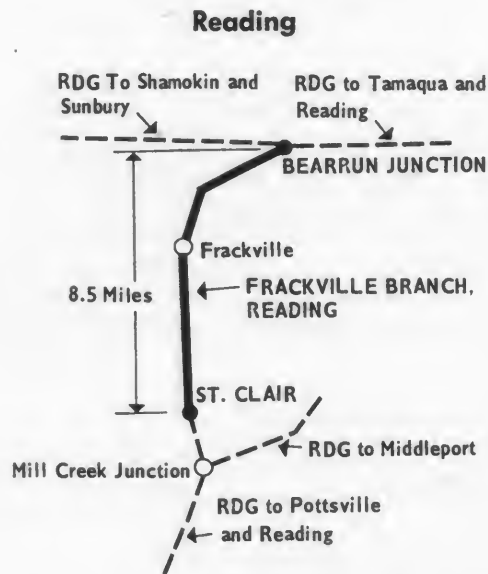 Reading
RDG To Shamokin and
Sunbury
RDG to Tamaqua and
Reading
BEARRUN JUNCTION
Frackville
8.5 Miles
FRACKVILLE BRANCH,
READING
ST. CLAIR
RDG to Middleport
Mill Creek Junction
RDG to Pottsville
and Reading